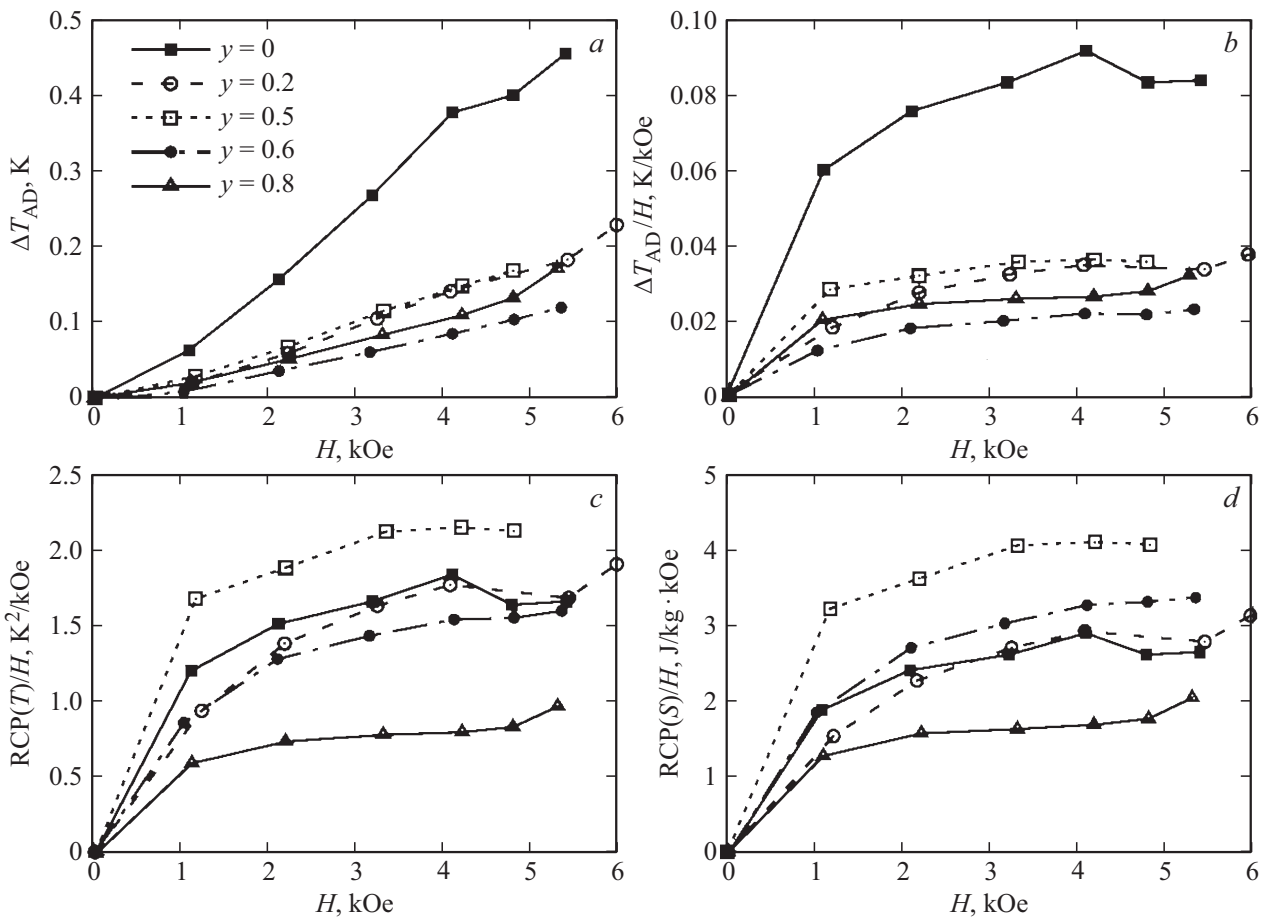 0.5
0.4
0.3
0.2
0.1
0
ΔT_AD, K
a
y = 0
y = 0.2
y = 0.5
y = 0.6
y = 0.8
0 1 2 3 4 5 6
H, kOe
0.10
0.08
0.06
0.04
0.02
0
ΔT_AD/H, K/kOe
b
0 1 2 3 4 5 6
H, kOe
2.5
2.0
1.5
1.0
0.5
0
RCP(T)/H, K²/kOe
c
0 1 2 3 4 5 6
H, kOe
5
4
3
2
1
0
RCP(S)/H, J/kg·kOe
d
0 1 2 3 4 5 6
H, kOe